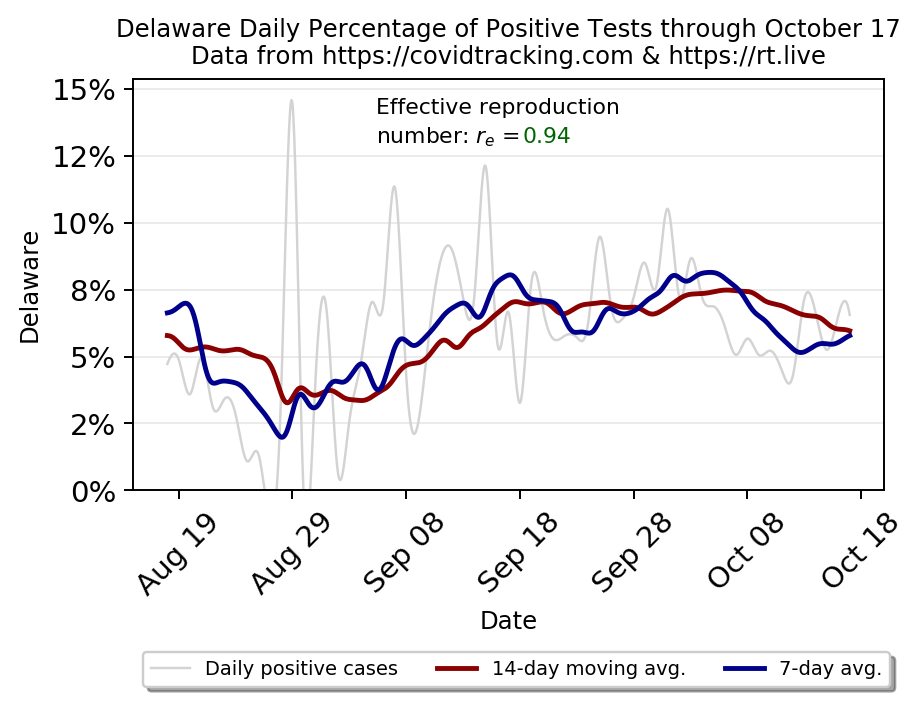 Delaware Daily Percentage of Positive Tests through October 17
Data from https://covidtracking.com & https://rt.live
Effective reproduction
number: rₑ =0.94
15%
12%
10%
8%
5%
2%
0%
Delaware
Aug 19
Aug 29
Sep 08
Sep 18
Sep 28
Oct 08
Oct 18
Date
Daily positive cases
14-day moving avg.
7-day avg.